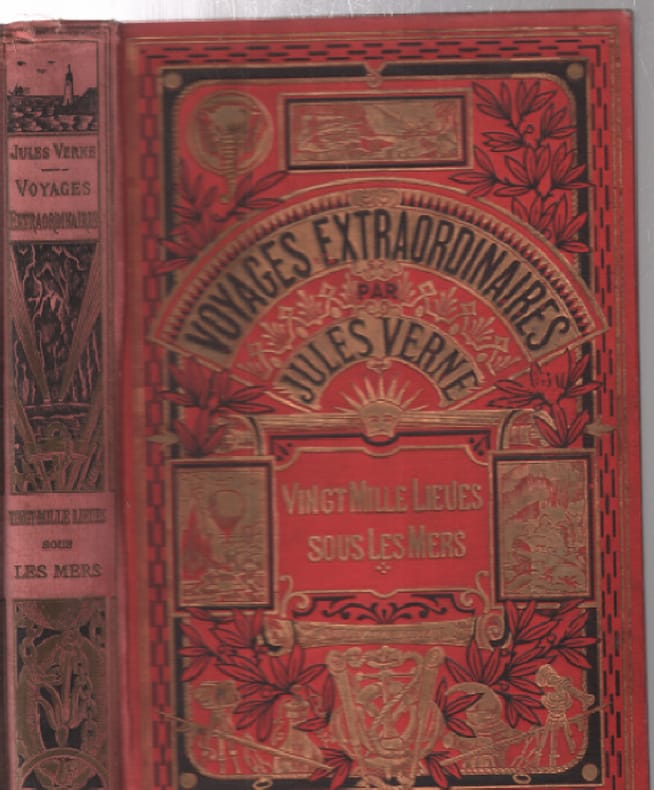 JULES VERNE
VOYAGES
EXTRAORDINAIRES
VINGT MILLE LIEUES
SOUS
LES MERS
VOYAGES EXTRAORDINAIRES
PAR
JULES VERNE
VINGT MILLE LIEUES
SOUS LES MERS